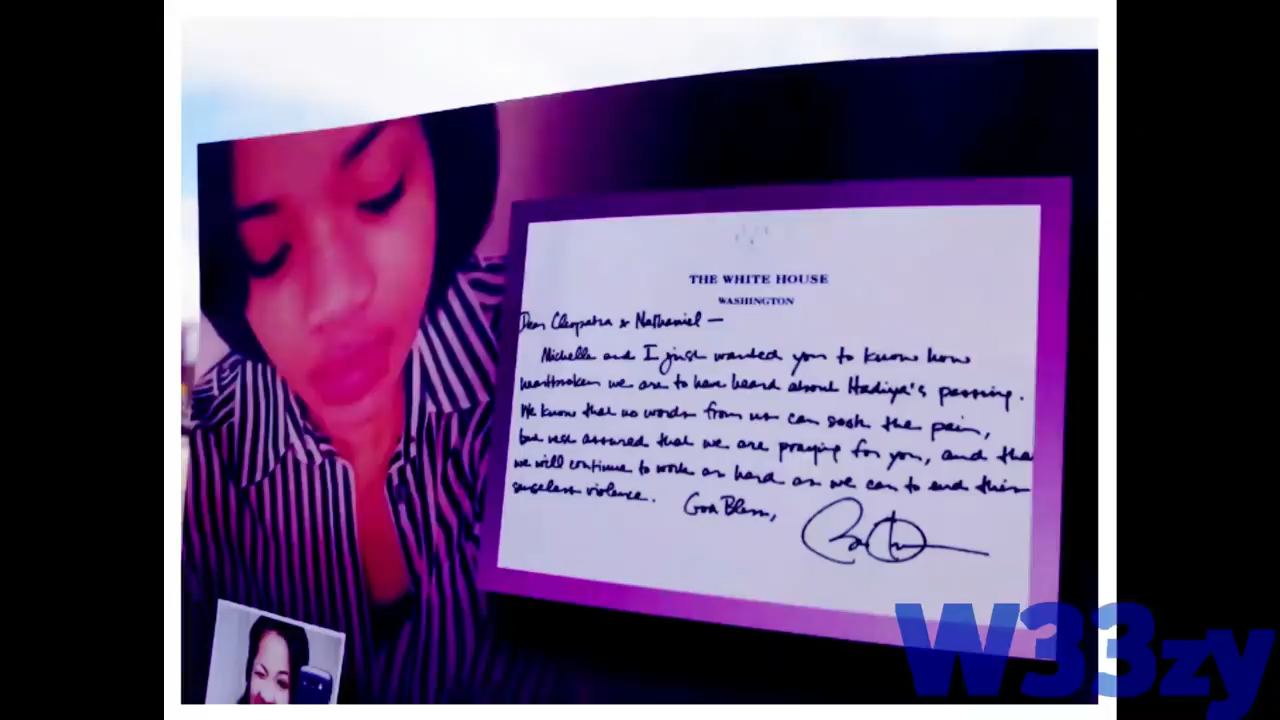 THE WHITE HOUSE
WASHINGTON
Dear Cleopatra & Nathaniel —
Michelle and I just wanted you to know how
heartbroken we are to have heard about Hadiya's passing.
We know that no words from us can soothe the pain,
but rest assured that we are praying for you, and that
we will continue to work as hard as we can to end this
senseless violence. God Bless,
W33zy